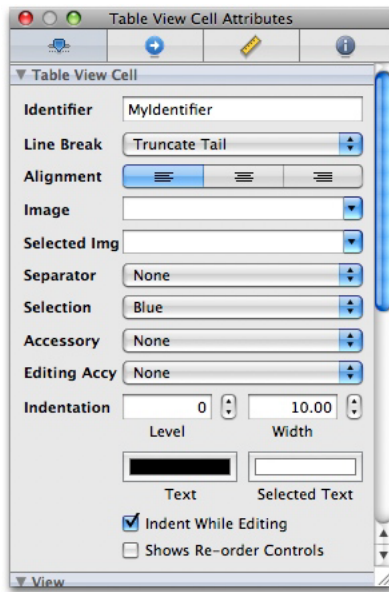 Table View Cell Attributes
Table View Cell
Identifier MyIdentifier
Line Break Truncate Tail
Alignment
Image
Selected Img
Separator None
Selection Blue
Accessory None
Editing Accy None
Indentation 0 10.00
Level Width
Text Selected Text
Indent While Editing
Shows Re-order Controls
View